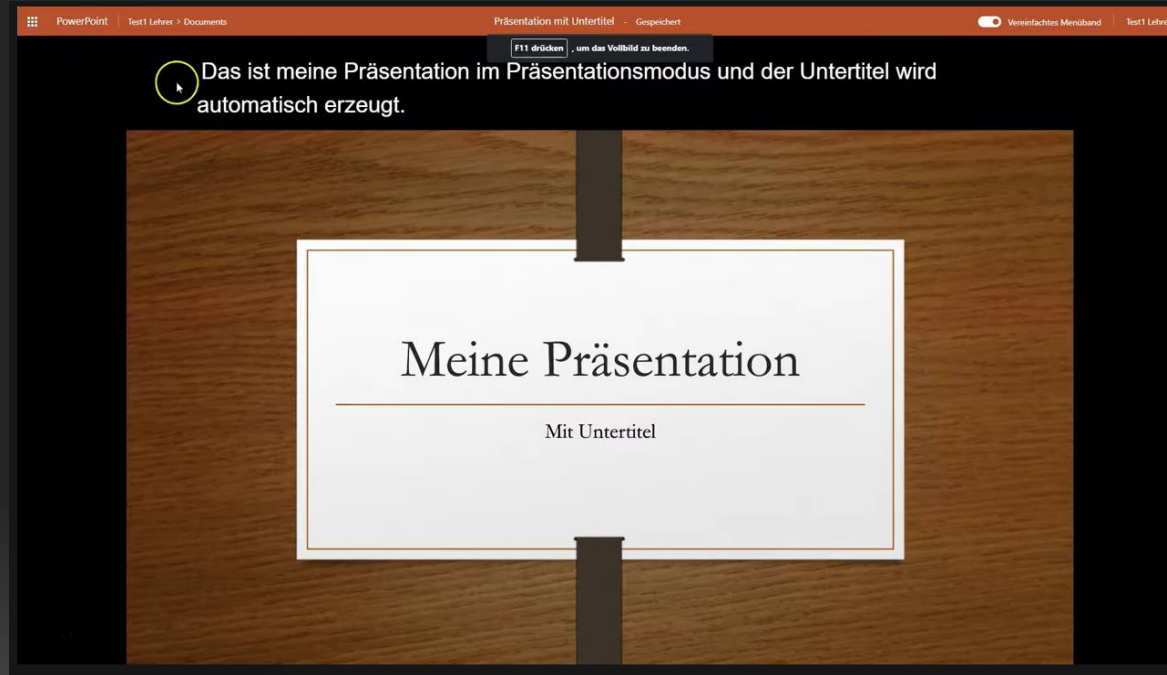 PowerPoint Test1 Lehrer > Documents Präsentation mit Untertitel - Gespeichert Vereinfachtes Menüband Test1 Lehre
F11 drücken , um das Vollbild zu beenden.
Das ist meine Präsentation im Präsentationsmodus und der Untertitel wird
automatisch erzeugt.
Meine Präsentation
Mit Untertitel